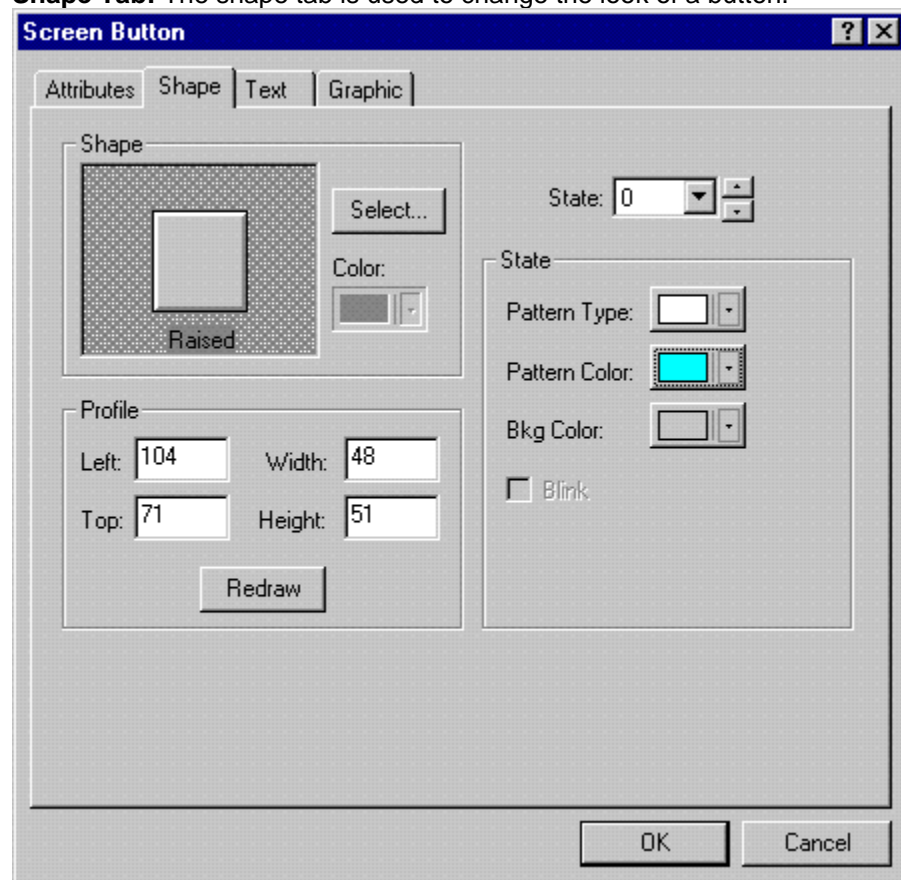 Shape Tab: The shape tab is used to change the look of a button.
Screen Button
Attributes Shape Text Graphic
Shape
Select...
Color:
Raised
State: 0
State
Pattern Type:
Pattern Color:
Bkg Color:
Blink
Profile
Left: 104 Width: 48
Top: 71 Height: 51
Redraw
OK Cancel